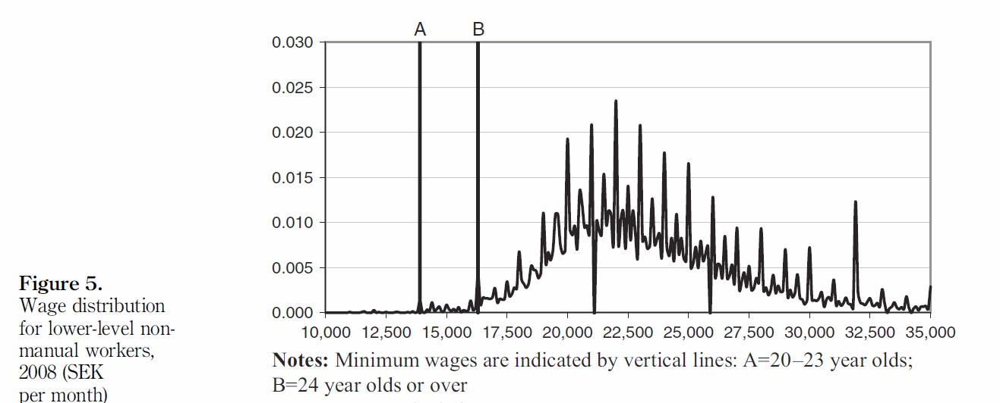 A B
0.030
0.025
0.020
0.015
0.010
0.005
0.000
10,000 12,500 15,000 17,500 20,000 22,500 25,000 27,500 30,000 32,500 35,000
Figure 5.
Wage distribution
for lower-level non-
manual workers,
2008 (SEK
per month)
Notes: Minimum wages are indicated by vertical lines: A=20–23 year olds;
B=24 year olds or over